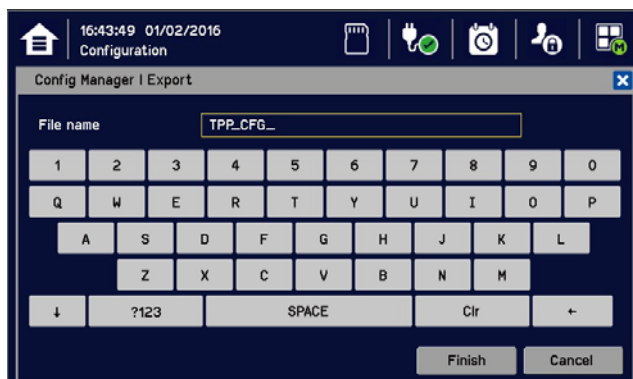 16:43:49 01/02/2016
Configuration
Config Manager | Export
File name TPP_CFG_
1 2 3 4 5 6 7 8 9 0
Q W E R T Y U I O P
A S D F G H J K L
Z X C V B N M
↓ ?123 SPACE Clr ←
Finish Cancel
M